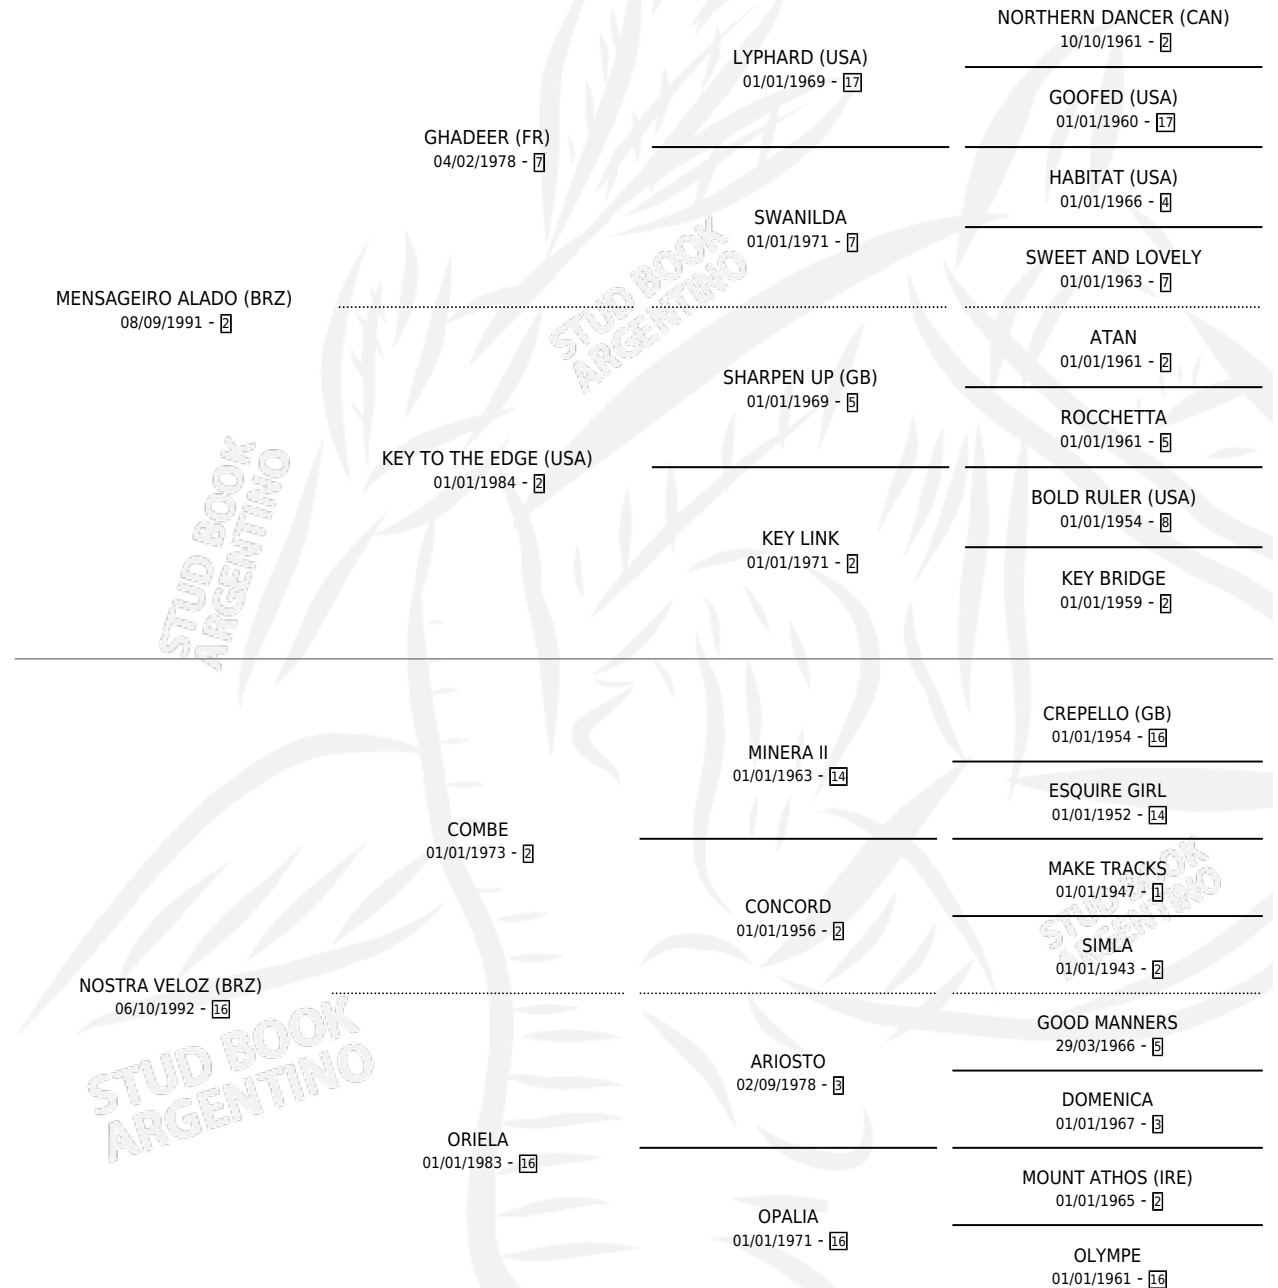 NORTHERN DANCER (CAN)
10/10/1961 - 2
LYPHARD (USA)
01/01/1969 - 17
GOOFED (USA)
01/01/1960 - 17
GHADEER (FR)
04/02/1978 - 7
HABITAT (USA)
01/01/1966 - 4
SWANILDA
01/01/1971 - 7
SWEET AND LOVELY
01/01/1963 - 7
MENSAGEIRO ALADO (BRZ)
08/09/1991 - 2
ATAN
01/01/1961 - 2
SHARPEN UP (GB)
01/01/1969 - 5
ROCCHETTA
01/01/1961 - 5
KEY TO THE EDGE (USA)
01/01/1984 - 2
BOLD RULER (USA)
01/01/1954 - 8
KEY LINK
01/01/1971 - 2
KEY BRIDGE
01/01/1959 - 2
CREPELLO (GB)
01/01/1954 - 16
MINERA II
01/01/1963 - 14
ESQUIRE GIRL
01/01/1952 - 14
COMBE
01/01/1973 - 2
MAKE TRACKS
01/01/1947 - 1
CONCORD
01/01/1956 - 2
SIMLA
01/01/1943 - 2
NOSTRA VELOZ (BRZ)
06/10/1992 - 16
GOOD MANNERS
29/03/1966 - 5
ARIOSTO
02/09/1978 - 3
DOMENICA
01/01/1967 - 3
ORIELA
01/01/1983 - 16
MOUNT ATHOS (IRE)
01/01/1965 - 2
OPALIA
01/01/1971 - 16
OLYMPE
01/01/1961 - 16
STUD BOOK
ARGENTINO
STUD BOOK
ARGENTINO
STUD BOOK
ARGENTINO
STUD BOOK
ARGENTINO